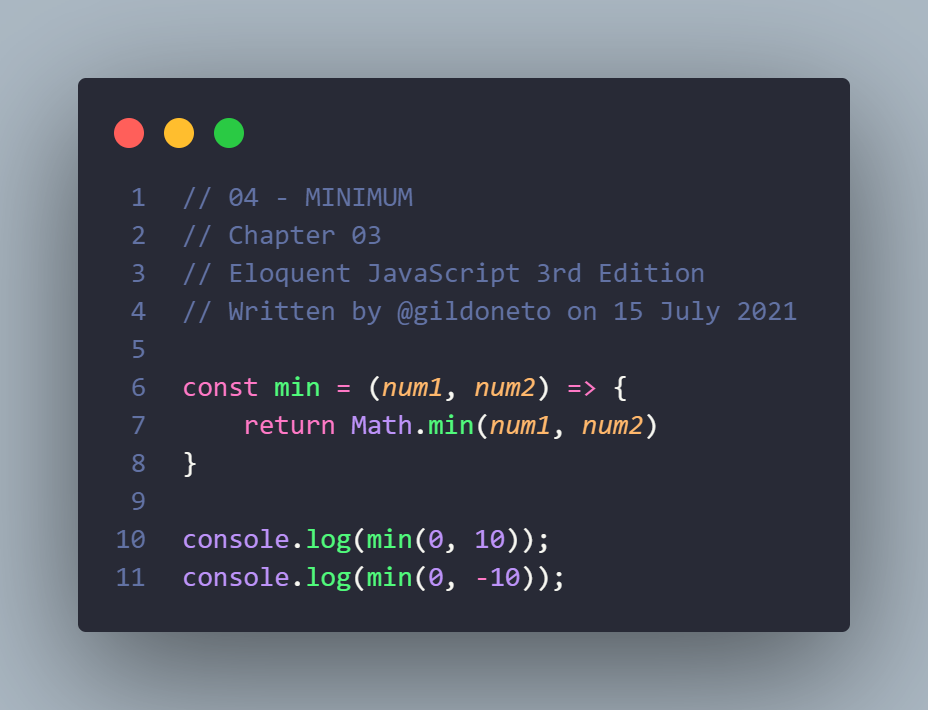 1 // 04 - MINIMUM
2 // Chapter 03
3 // Eloquent JavaScript 3rd Edition
4 // Written by @gildoneto on 15 July 2021
5
6 const min = (num1, num2) => {
7     return Math.min(num1, num2)
8 }
9
10 console.log(min(0, 10));
11 console.log(min(0, -10));